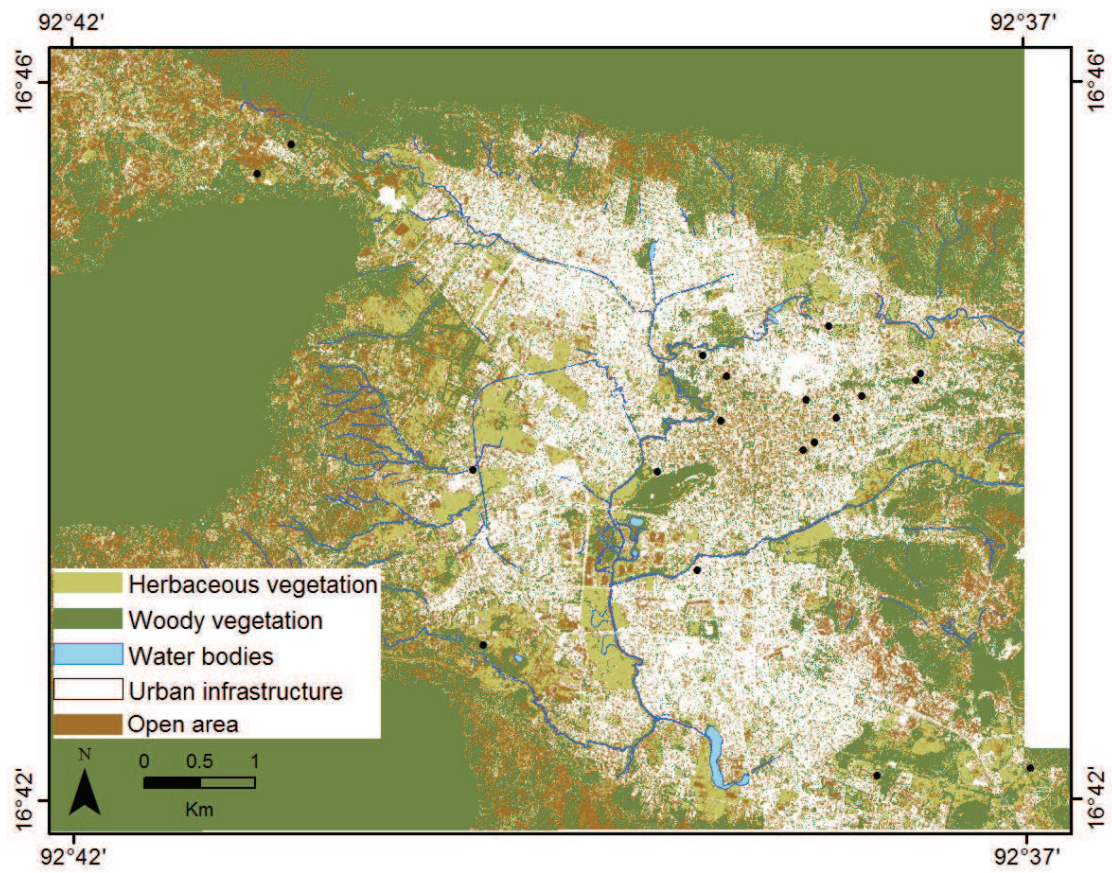 92°42'
92°37'
16°46'
16°46'
Herbaceous vegetation
Woody vegetation
Water bodies
Urban infrastructure
Open area
N
0 0.5 1
Km
16°42'
16°42'
92°42'
92°37'